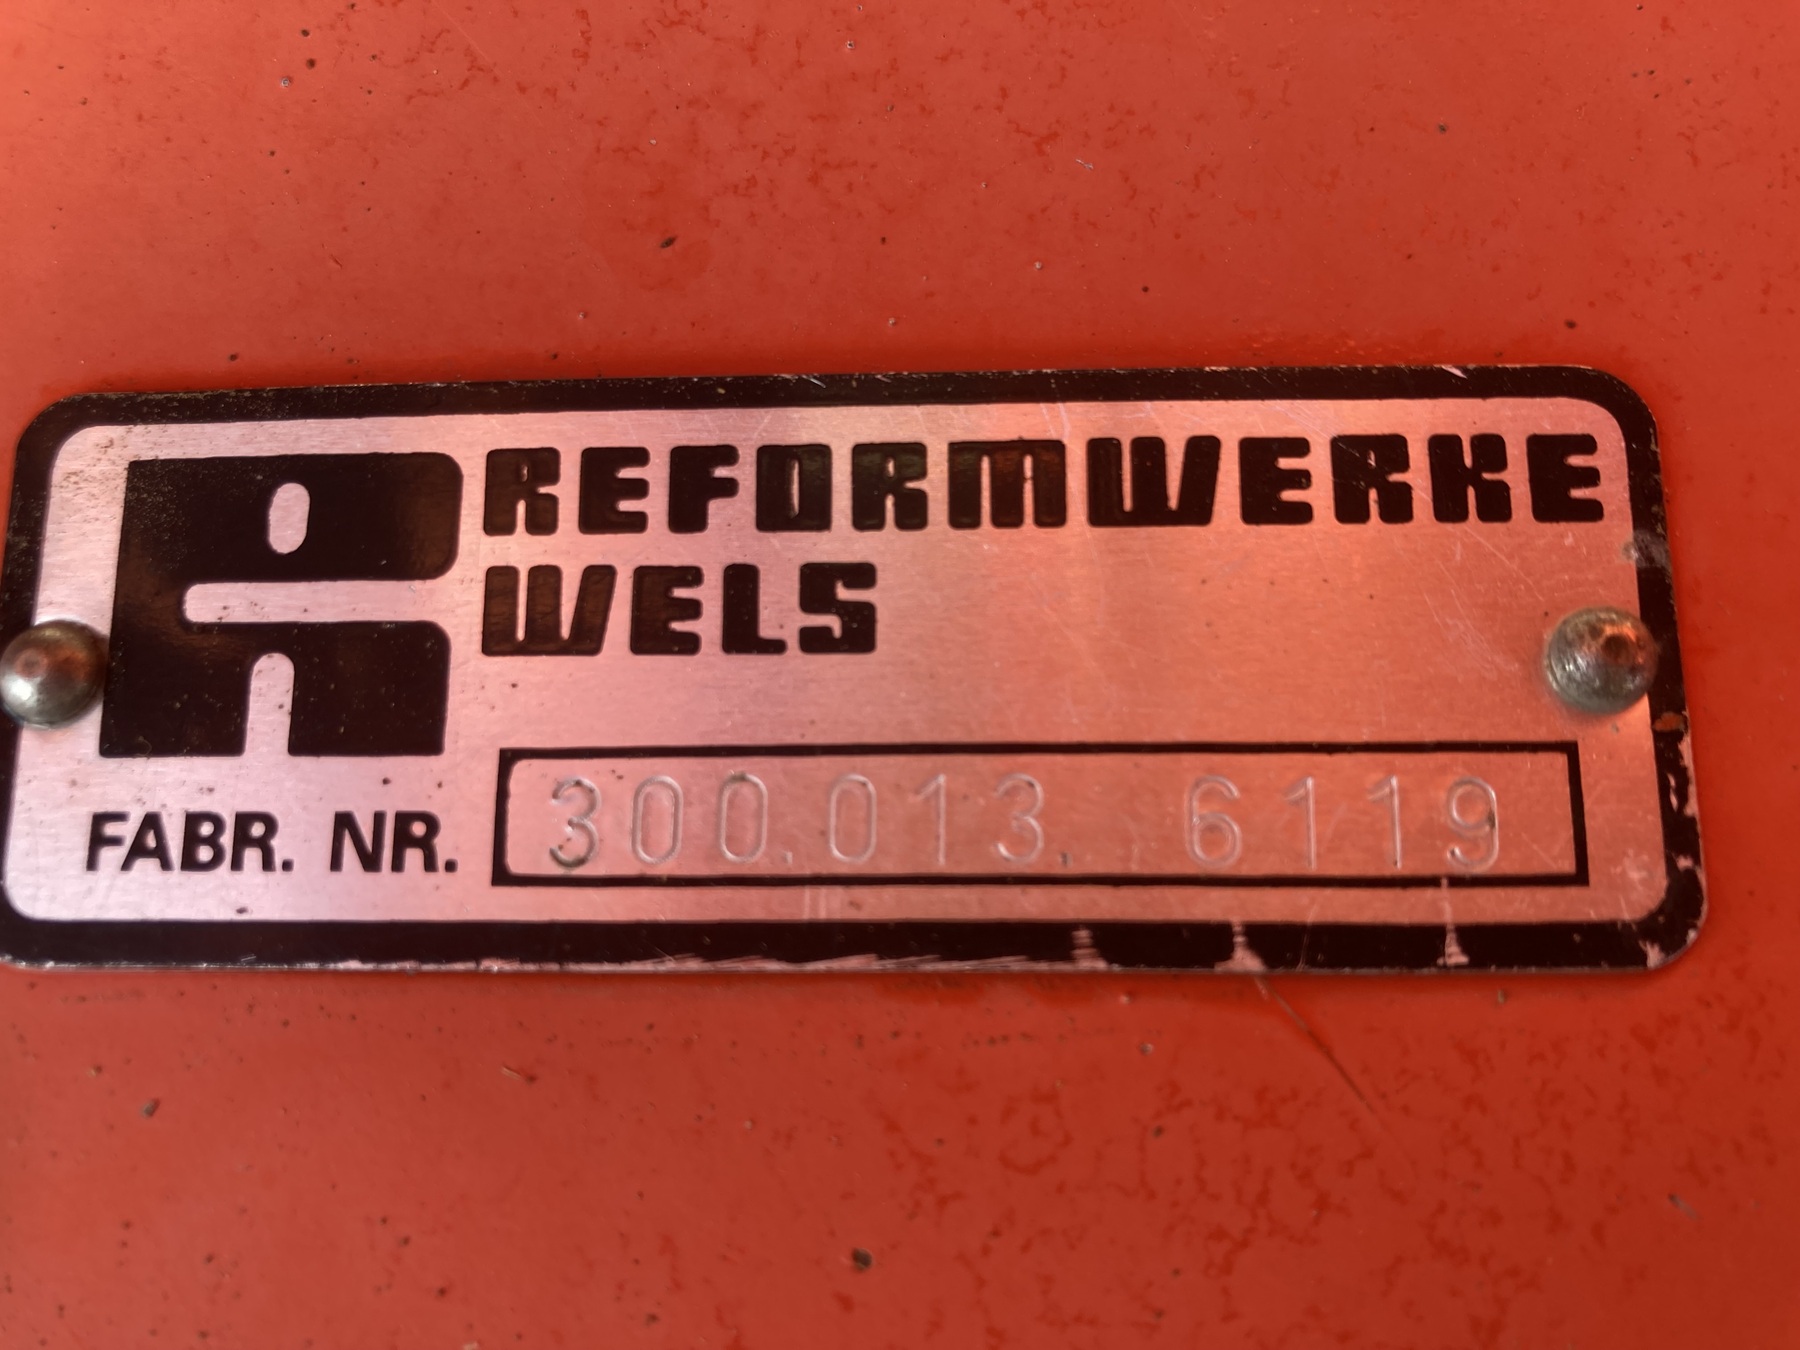 R REFORMWERKE
WELS
FABR. NR. 300.013 6119